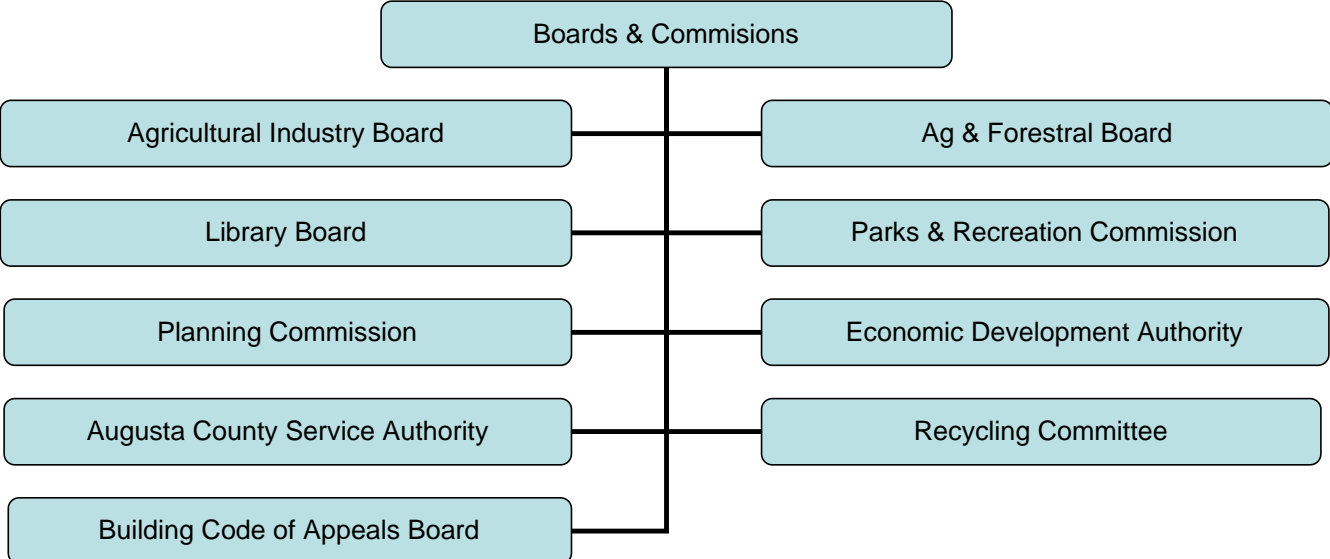 Boards & Commisions
Agricultural Industry Board
Ag & Forestral Board
Library Board
Parks & Recreation Commission
Planning Commission
Economic Development Authority
Augusta County Service Authority
Recycling Committee
Building Code of Appeals Board